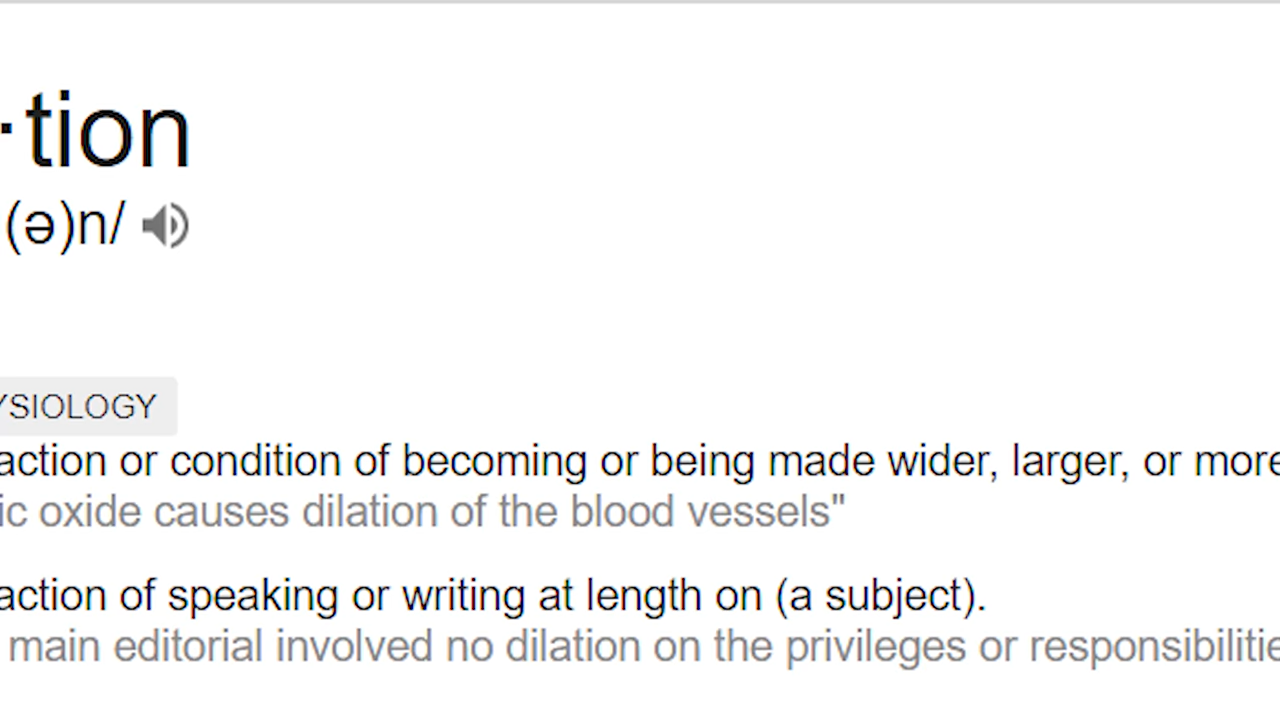 ·tion
(ə)n/
YSIOLOGY
action or condition of becoming or being made wider, larger, or more
ic oxide causes dilation of the blood vessels"
action of speaking or writing at length on (a subject).
main editorial involved no dilation on the privileges or responsibilitie